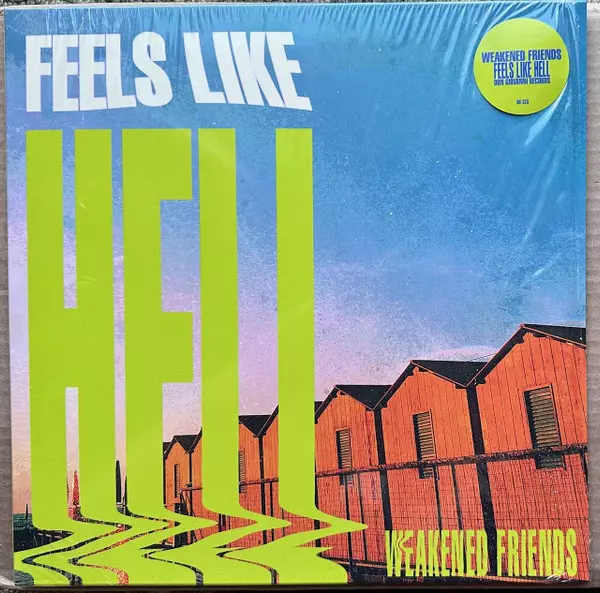 FEELS LIKE
HELL
WEAKENED FRIENDS
FEELS LIKE HELL
DON GIOVANNI RECORDS
WEAKENED FRIENDS